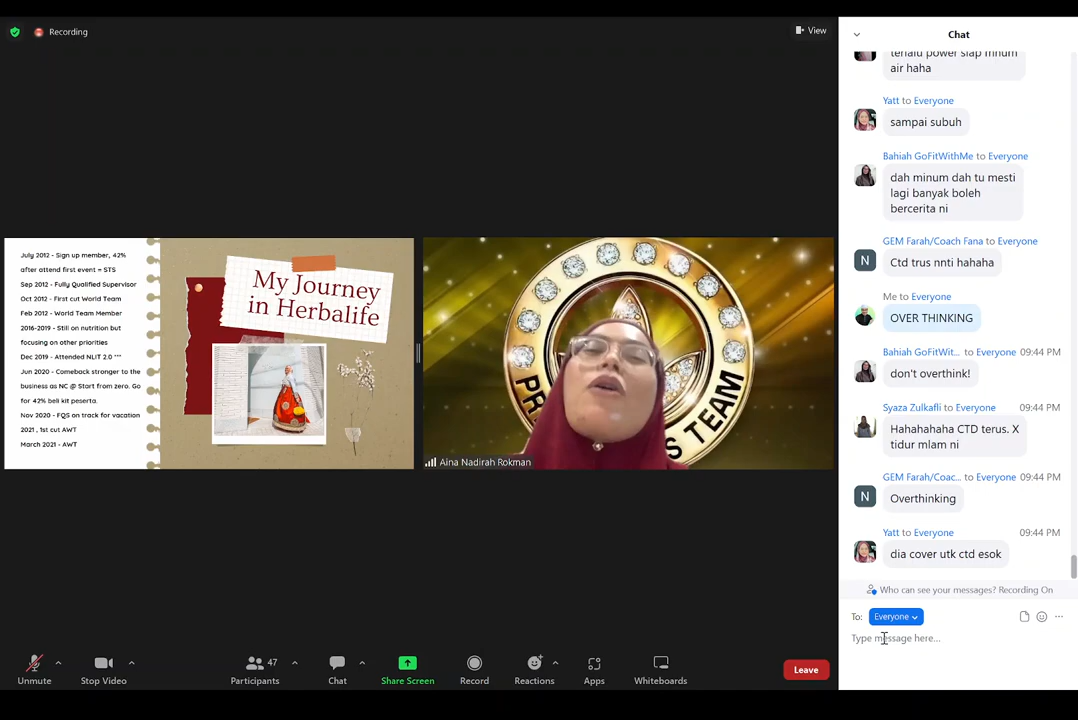 Recording
View
July 2012 - Sign up member, 42%
after attend first event = STS
Sep 2012 - Fully Qualified Supervisor
Oct 2012 - First cut World Team
Feb 2012 - World Team Member
2016-2019 - Still on nutrition but
focusing on other priorities
Dec 2019 - Attended NLIT 2.0 ***
Jun 2020 - Comeback stronger to the
business as NC @ Start from zero. Go
for 42% beli kit peserta.
Nov 2020 - FQS on track for vacation
2021 , 1st cut AWT
March 2021 - AWT
My Journey
in Herbalife
TEAM
Aina Nadirah Rokman
Unmute
Stop Video
47
Participants
Chat
Share Screen
Record
Reactions
Apps
Whiteboards
Leave
Chat
terlalu power siap mnum
air haha
Yatt to Everyone
sampai subuh
Bahiah GoFitWithMe to Everyone
dah minum dah tu mesti
lagi banyak boleh
bercerita ni
GEM Farah/Coach Fana to Everyone
N
Ctd trus nnti hahaha
Me to Everyone
OVER THINKING
Bahiah GoFitWit... to Everyone 09:44 PM
don't overthink!
Syaza Zulkafli to Everyone 09:44 PM
Hahahahaha CTD terus. X
tidur mlam ni
GEM Farah/Coac... to Everyone 09:44 PM
N
Overthinking
Yatt to Everyone 09:44 PM
dia cover utk ctd esok
Who can see your messages? Recording On
To: Everyone
Type message here...